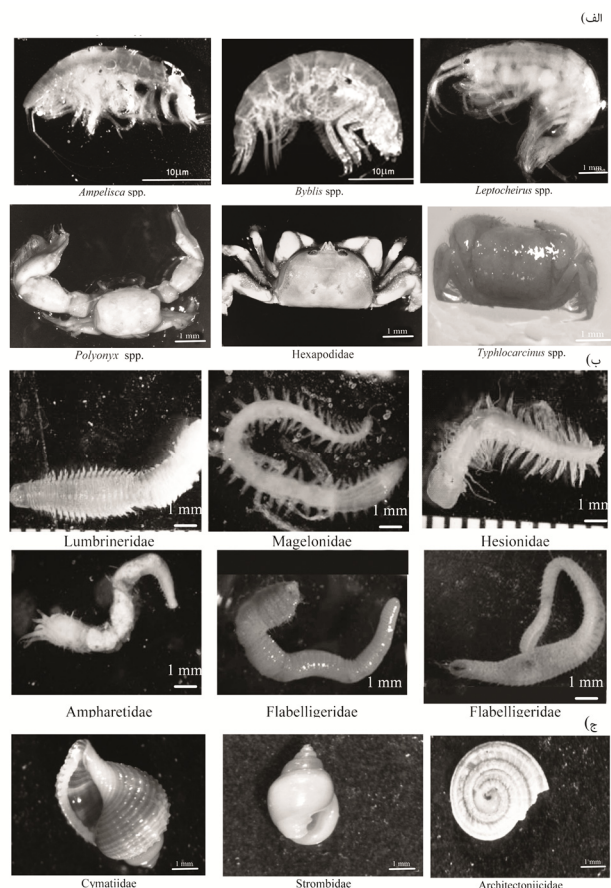 الف)
10µm 10µm 1 mm
Ampelisca spp. Byblis spp. Leptocheirus spp.
1 mm 1 mm 1 mm
Polyonyx spp. Hexapodidae Typhlocarcinus spp.
ب)
1 mm 1 mm 1 mm
Lumbrineridae Magelonidae Hesionidae
1 mm 1 mm 1 mm
Ampharetidae Flabelligeridae Flabelligeridae
ج)
1 mm 1 mm 1 mm
Cymatiidae Strombidae Architectoniicidae